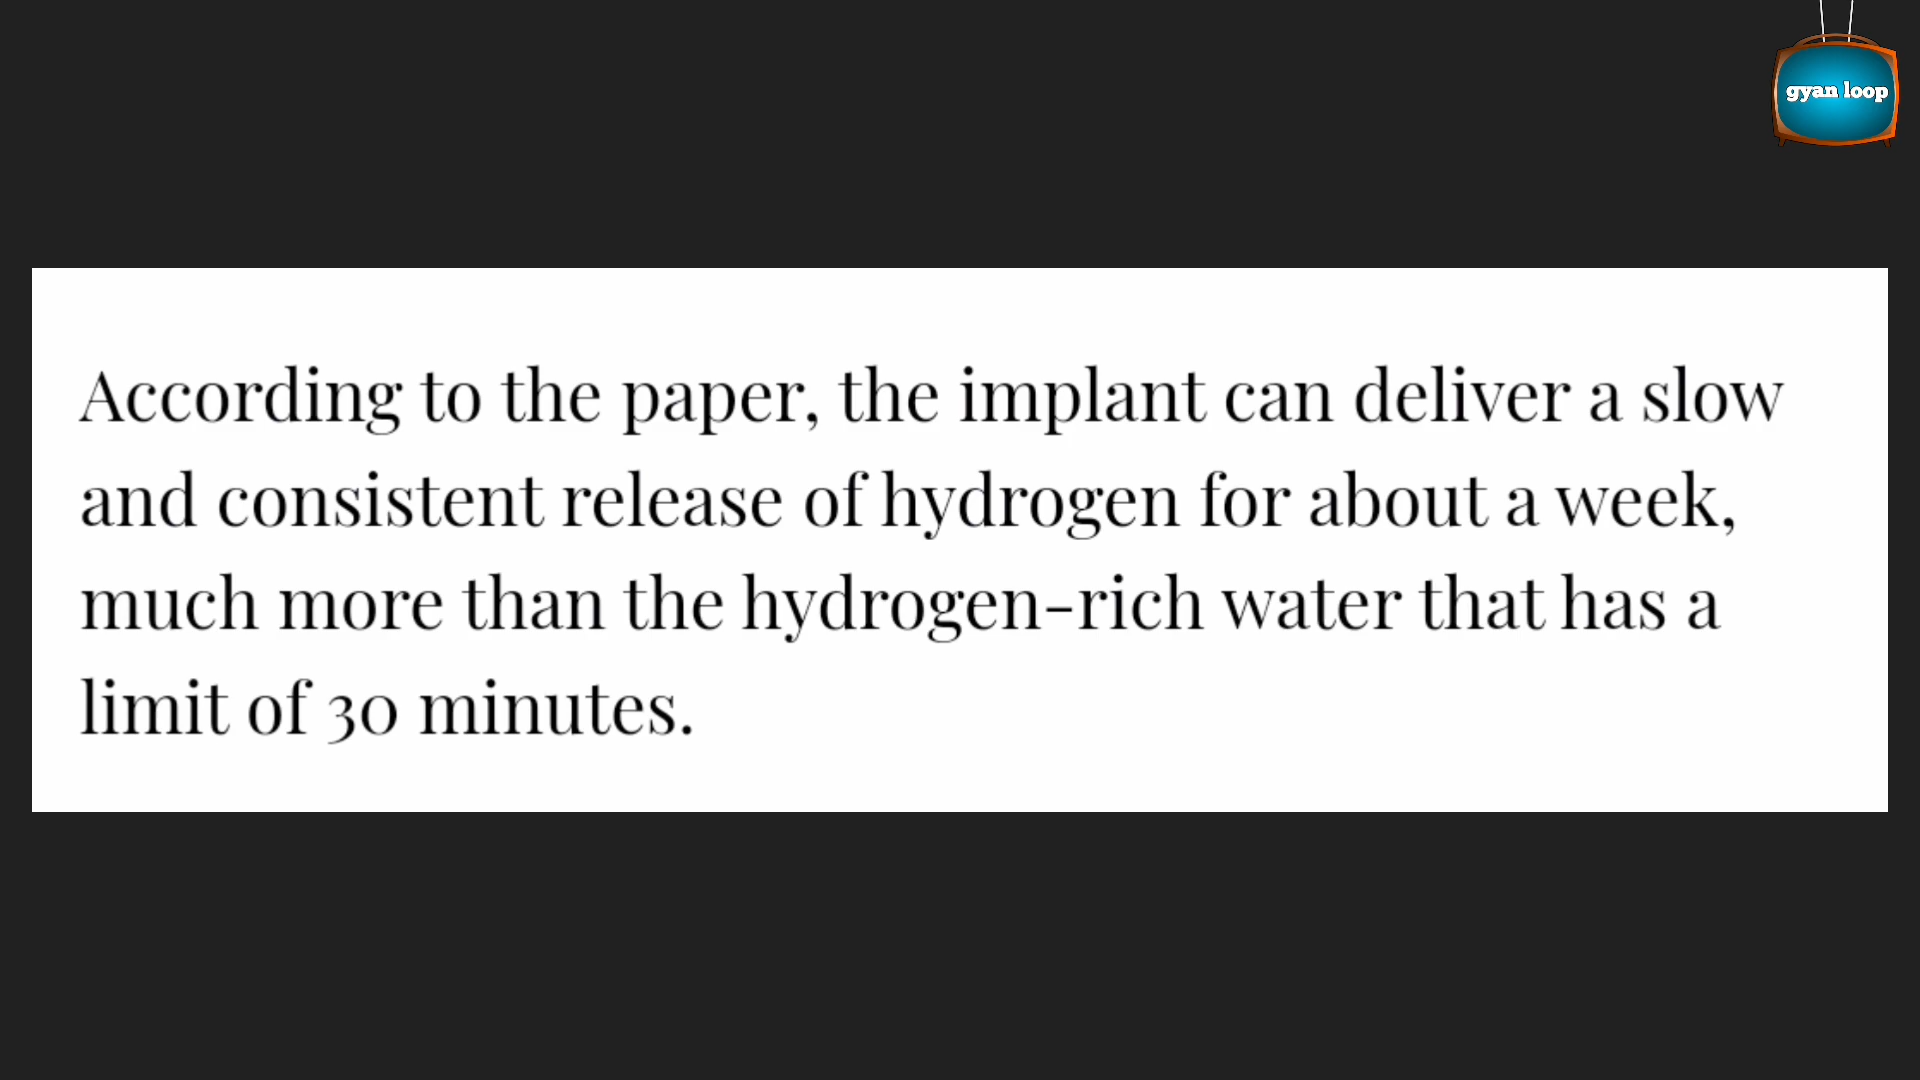 gyan loop
According to the paper, the implant can deliver a slow
and consistent release of hydrogen for about a week,
much more than the hydrogen-rich water that has a
limit of 30 minutes.